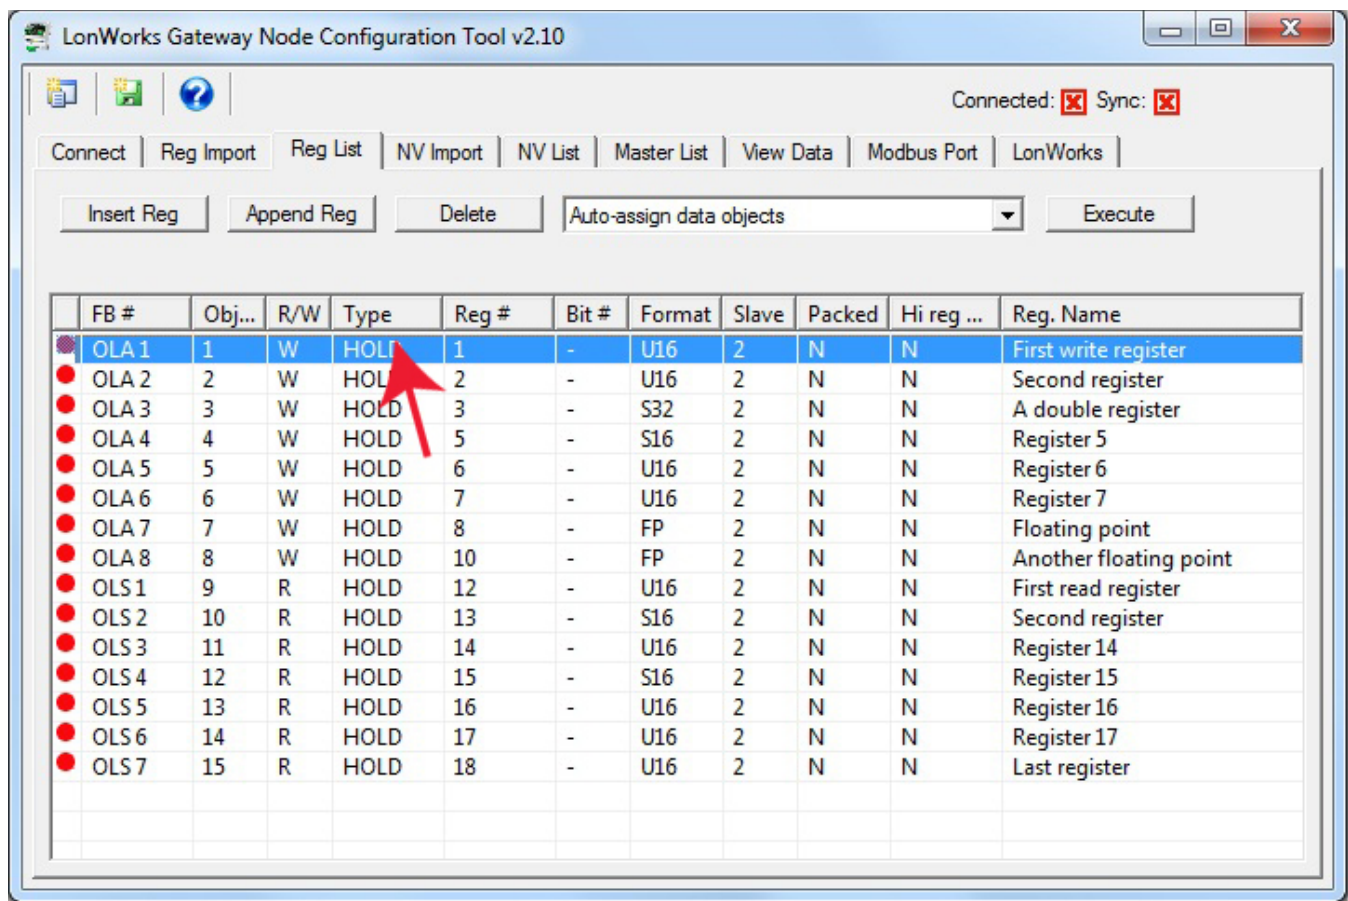 LonWorks Gateway Node Configuration Tool v2.10
Connected: Sync:
Connect Reg Import Reg List NV Import NV List Master List View Data Modbus Port LonWorks
Insert Reg Append Reg Delete Auto-assign data objects Execute
FB # Obj... R/W Type Reg # Bit # Format Slave Packed Hi reg ... Reg. Name
OLA 1 1 W HOLD 1 - U16 2 N N First write register
OLA 2 2 W HOLD 2 - U16 2 N N Second register
OLA 3 3 W HOLD 3 - S32 2 N N A double register
OLA 4 4 W HOLD 5 - S16 2 N N Register 5
OLA 5 5 W HOLD 6 - U16 2 N N Register 6
OLA 6 6 W HOLD 7 - U16 2 N N Register 7
OLA 7 7 W HOLD 8 - FP 2 N N Floating point
OLA 8 8 W HOLD 10 - FP 2 N N Another floating point
OLS 1 9 R HOLD 12 - U16 2 N N First read register
OLS 2 10 R HOLD 13 - S16 2 N N Second register
OLS 3 11 R HOLD 14 - U16 2 N N Register 14
OLS 4 12 R HOLD 15 - S16 2 N N Register 15
OLS 5 13 R HOLD 16 - U16 2 N N Register 16
OLS 6 14 R HOLD 17 - U16 2 N N Register 17
OLS 7 15 R HOLD 18 - U16 2 N N Last register